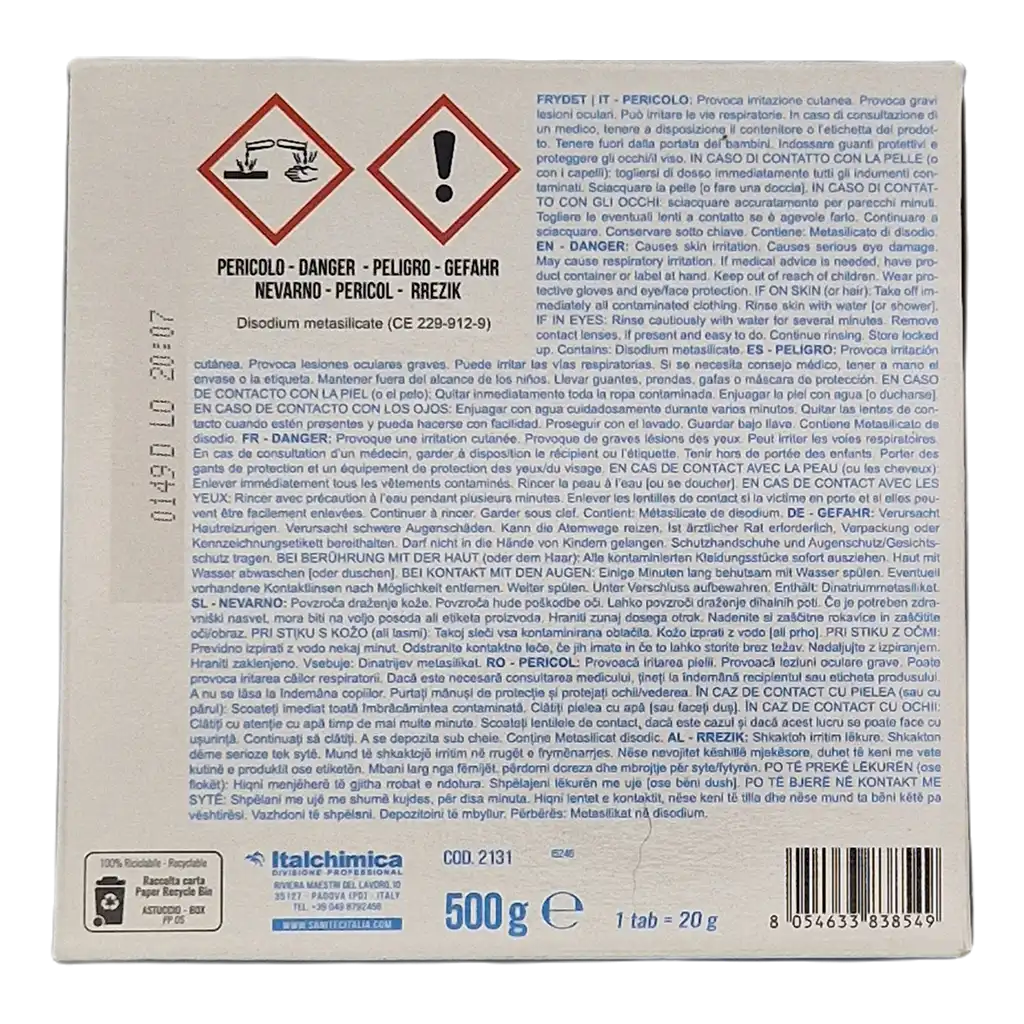 FRYDET | IT - PERICOLO: Provoca irritazione cutanea. Provoca gravi
lesioni oculari. Può irritare le vie respiratorie. In caso di consultazione di
un medico, tenere a disposizione il contenitore o l'etichetta del prodot-
to. Tenere fuori dalla portata dei bambini. Indossare guanti protettivi e
proteggere gli occhi/il viso. IN CASO DI CONTATTO CON LA PELLE (o
con i capelli): togliersi di dosso immediatamente tutti gli indumenti con-
taminati. Sciacquare la pelle [o fare una doccia]. IN CASO DI CONTAT-
TO CON GLI OCCHI: sciacquare accuratamente per parecchi minuti.
Togliere le eventuali lenti a contatto se è agevole farlo. Continuare a
sciacquare. Conservare sotto chiave. Contiene: Metasilicato di disodio.
EN - DANGER: Causes skin irritation. Causes serious eye damage.
May cause respiratory irritation. If medical advice is needed, have pro-
duct container or label at hand. Keep out of reach of children. Wear pro-
tective gloves and eye/face protection. IF ON SKIN (or hair): Take off im-
mediately all contaminated clothing. Rinse skin with water [or shower].
IF IN EYES: Rinse cautiously with water for several minutes. Remove
contact lenses, if present and easy to do. Continue rinsing. Store locked
up. Contains: Disodium metasilicate. ES - PELIGRO: Provoca irritación
cutánea. Provoca lesiones oculares graves. Puede irritar las vías respiratorias. Si se necesita consejo médico, tener a mano el
envase o la etiqueta. Mantener fuera del alcance de los niños. Llevar guantes, prendas, gafas o máscara de protección. EN CASO
DE CONTACTO CON LA PIEL (o el pelo): Quitar inmediatamente toda la ropa contaminada. Enjuagar la piel con agua [o ducharse].
EN CASO DE CONTACTO CON LOS OJOS: Enjuagar con agua cuidadosamente durante varios minutos. Quitar las lentes de con-
tacto cuando estén presentes y pueda hacerse con facilidad. Proseguir con el lavado. Guardar bajo llave. Contiene Metasilicato de
disodio. FR - DANGER: Provoque une irritation cutanée. Provoque de graves lésions des yeux. Peut irriter les voies respiratoires.
En cas de consultation d'un médecin, garder à disposition le récipient ou l'étiquette. Tenir hors de portée des enfants. Porter des
gants de protection et un équipement de protection des yeux/du visage. EN CAS DE CONTACT AVEC LA PEAU (ou les cheveux):
Enlever immédiatement tous les vêtements contaminés. Rincer la peau à l'eau [ou se doucher]. EN CAS DE CONTACT AVEC LES
YEUX: Rincer avec précaution à l'eau pendant plusieurs minutes. Enlever les lentilles de contact si la victime en porte et si elles peu-
vent être facilement enlevées. Continuer à rincer. Garder sous clef. Contient: Métasilicate de disodium. DE - GEFAHR: Verursacht
Hautreizungen. Verursacht schwere Augenschäden. Kann die Atemwege reizen. Ist ärztlicher Rat erforderlich, Verpackung oder
Kennzeichnungsetikett bereithalten. Darf nicht in die Hände von Kindern gelangen. Schutzhandschuhe und Augenschutz/Gesichts-
schutz tragen. BEI BERÜHRUNG MIT DER HAUT (oder dem Haar): Alle kontaminierten Kleidungsstücke sofort ausziehen. Haut mit
Wasser abwaschen [oder duschen]. BEI KONTAKT MIT DEN AUGEN: Einige Minuten lang behutsam mit Wasser spülen. Eventuell
vorhandene Kontaktlinsen nach Möglichkeit entfernen. Weiter spülen. Unter Verschluss aufbewahren. Enthält: Dinatriummetasilikat.
SL - NEVARNO: Povzroča draženje kože. Povzroča hude poškodbe oči. Lahko povzroči draženje dihalnih poti. Če je potreben zdra-
vniški nasvet, mora biti na voljo posoda ali etiketa proizvoda. Hraniti zunaj dosega otrok. Nadenite si zaščitne rokavice in zaščitite
oči/obraz. PRI STIKU S KOŽO (ali lasmi): Takoj sleči vsa kontaminirana oblačila. Kožo izprati z vodo [ali prho]. PRI STIKU Z OČMI:
Previdno izpirati z vodo nekaj minut. Odstranite kontaktne leče, če jih imate in če to lahko storite brez težav. Nadaljujte z izpiranjem.
Hraniti zaklenjeno. Vsebuje: Dinatrijev metasilikat. RO - PERICOL: Provoacă iritarea pielii. Provoacă leziuni oculare grave. Poate
provoca iritarea căilor respiratorii. Dacă este necesară consultarea medicului, țineți la îndemână recipientul sau eticheta produsului.
A nu se lăsa la îndemâna copiilor. Purtați mănuși de protecție și protejați ochii/vederea. ÎN CAZ DE CONTACT CU PIELEA (sau cu
părul): Scoateți imediat toată îmbrăcămintea contaminată. Clătiți pielea cu apă [sau faceți duș]. ÎN CAZ DE CONTACT CU OCHII:
Clătiți cu atenție cu apă timp de mai multe minute. Scoateți lentilele de contact, dacă este cazul și dacă acest lucru se poate face cu
ușurință. Continuați să clătiți. A se depozita sub cheie. Conține Metasilicat disodic. AL - RREZIK: Shkakton irritim lëkure. Shkakton
dëme serioze tek sytë. Mund të shkaktojë irritim në rrugët e frymëmarrjes. Nëse nevojitet këshillë mjekësore, duhet të keni me vete
kutinë e produktit ose etiketën. Mbani larg nga fëmijët. përdorni doreza dhe mbrojtje për sytë/fytyrën. PO TË PREKË LËKURËN (ose
flokët): Hiqni menjëherë të gjitha rrobat e ndotura. Shpëlajeni lëkurën me ujë [ose bëni dush]. PO TË BJERË NË KONTAKT ME
SYTË: Shpëlani me ujë me shumë kujdes, për disa minuta. Hiqni lentet e kontaktit, nëse keni të tilla dhe nëse mund ta bëni këtë pa
vështirësi. Vazhdoni të shpëlani. Depozitoini të mbyllur. Përbërës: Metasilikat në disodium.
PERICOLO - DANGER - PELIGRO - GEFAHR
NEVARNO - PERICOL - RREZIK
Disodium metasilicate (CE 229-912-9)
0149 D LO 20:07
100% Riciclabile - Recyclable
Raccolta carta
Paper Recycle Bin
ASTUCCIO - BOX
PP 05
Italchimica
DIVISIONE PROFESSIONAL
RIVIERA MAESTRI DEL LAVORO, 10
35127 - PADOVA (PD) - ITALY
TEL. +39 049 8792456
WWW.SANITECITALIA.COM
COD. 2131
I5246
500 g e
1 tab = 20 g
8 054633 838549